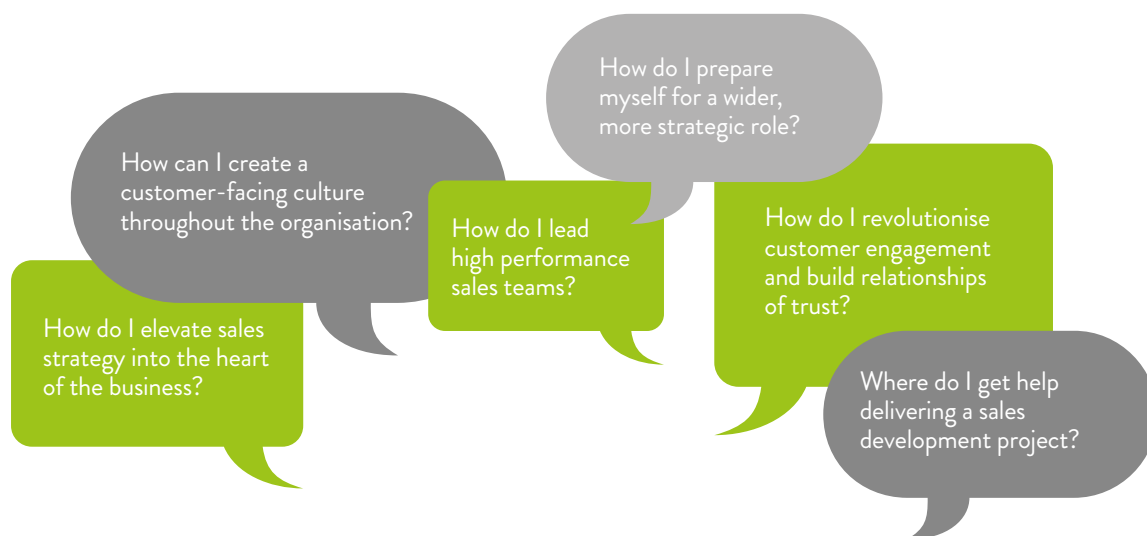 How do I prepare
myself for a wider,
more strategic role?
How can I create a
customer-facing culture
throughout the organisation?
How do I lead
high performance
sales teams?
How do I revolutionise
customer engagement
and build relationships
of trust?
How do I elevate sales
strategy into the heart
of the business?
Where do I get help
delivering a sales
development project?